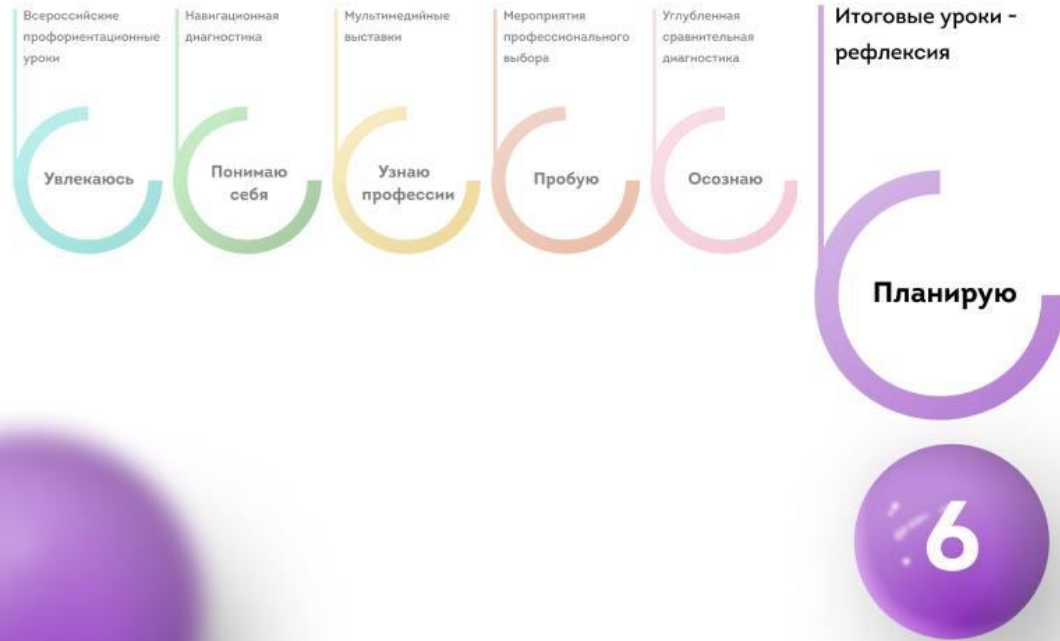 Всероссийские
профориентационные
уроки
Увлекаюсь
Навигационная
диагностика
Понимаю
себя
Мультимедийные
выставки
Узнаю
профессии
Мероприятия
профессионального
выбора
Пробую
Углубленная
сравнительная
диагностика
Осознаю
Итоговые уроки -
рефлексия
Планирую
6